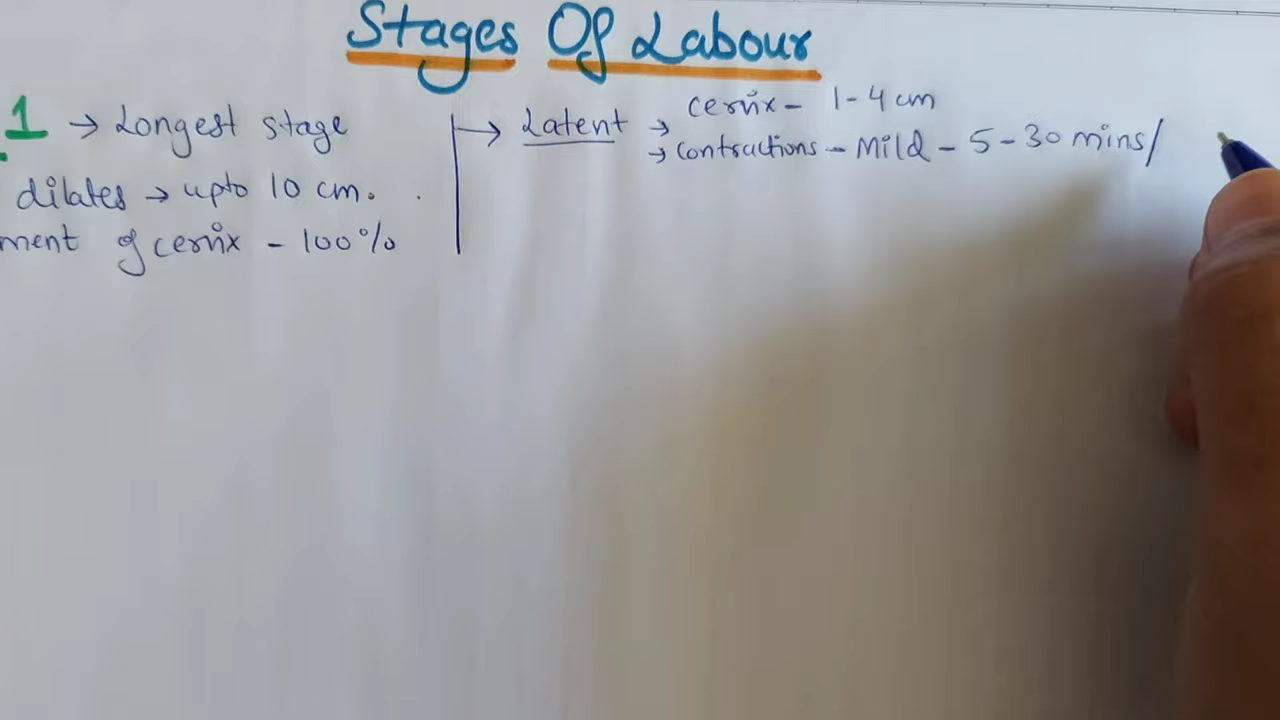 Stages Of Labour
1 → Longest stage
dilates → upto 10 cm.
ment of cervix - 100%
→ Latent → cervix - 1-4 cm
→ contractions - Mild - 5-30 mins/